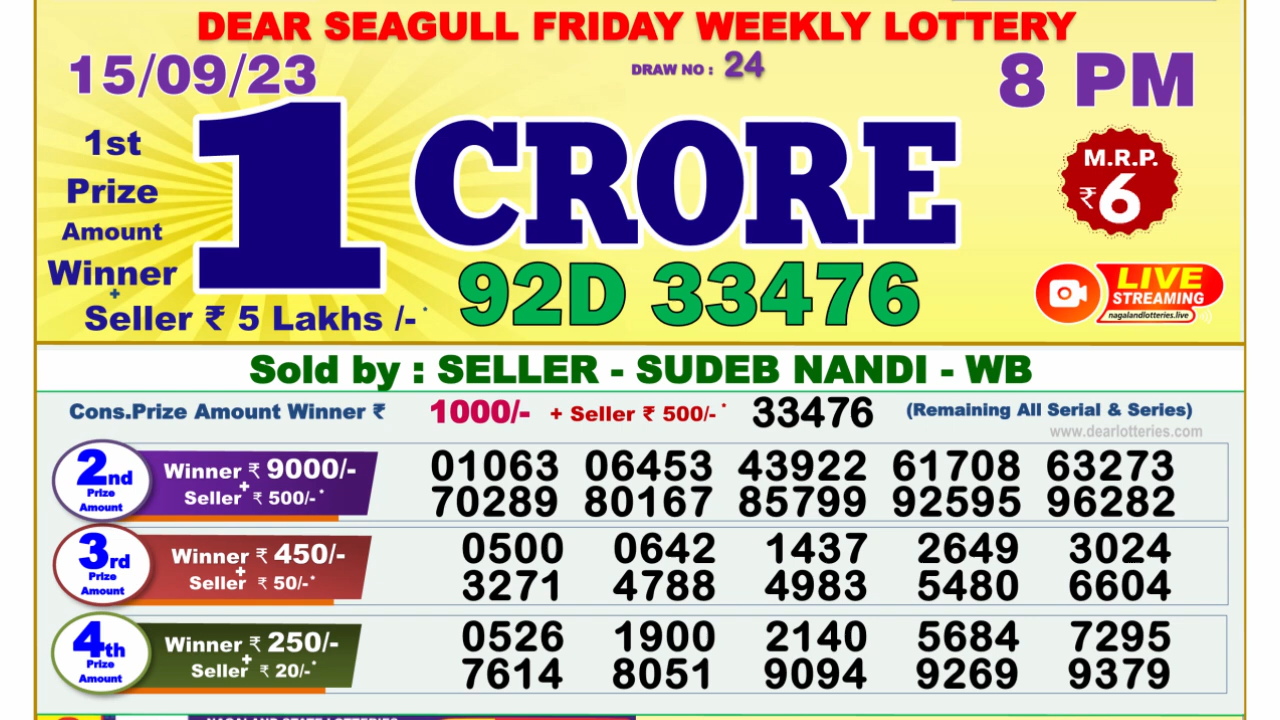 DEAR SEAGULL FRIDAY WEEKLY LOTTERY
15/09/23
DRAW NO : 24
8 PM
1st
Prize
Amount
Winner
+
Seller ₹ 5 Lakhs /-*
1 CRORE
92D 33476
M.R.P.
₹6
LIVE
STREAMING
nagalandlotteries.live
Sold by : SELLER - SUDEB NANDI - WB
Cons.Prize Amount Winner ₹ 1000/- + Seller ₹ 500/-* 33476 (Remaining All Serial & Series)
www.dearlotteries.com
2nd
Prize
Amount
Winner ₹ 9000/-
+
Seller ₹ 500/-*
01063 06453 43922 61708 63273
70289 80167 85799 92595 96282
3rd
Prize
Amount
Winner ₹ 450/-
+
Seller ₹ 50/-*
0500 0642 1437 2649 3024
3271 4788 4983 5480 6604
4th
Prize
Amount
Winner ₹ 250/-
+
Seller ₹ 20/-*
0526 1900 2140 5684 7295
7614 8051 9094 9269 9379
NAGALAND STATE LOTTERIES